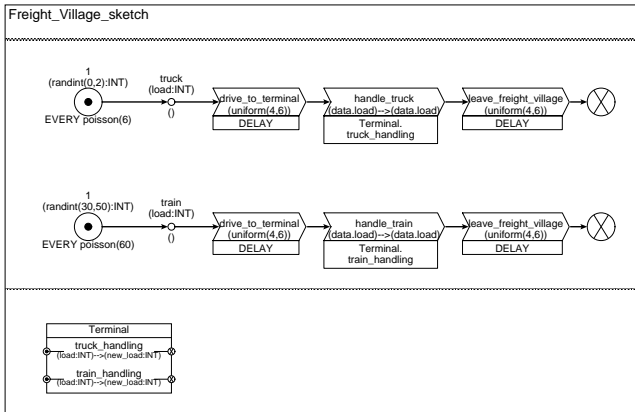 Freight_Village_sketch
1
(randint(0,2):INT)
EVERY poisson(6)
truck
(load:INT)
()
drive_to_terminal
(uniform(4,6))
DELAY
handle_truck
(data.load)-->(data.load)
Terminal.
truck_handling
leave_freight_village
(uniform(4,6))
DELAY
1
(randint(30,50):INT)
EVERY poisson(60)
train
(load:INT)
()
drive_to_terminal
(uniform(4,6))
DELAY
handle_train
(data.load)-->(data.load)
Terminal.
train_handling
leave_freight_village
(uniform(4,6))
DELAY
Terminal
truck_handling
(load:INT)-->(new_load:INT)
train_handling
(load:INT)-->(new_load:INT)